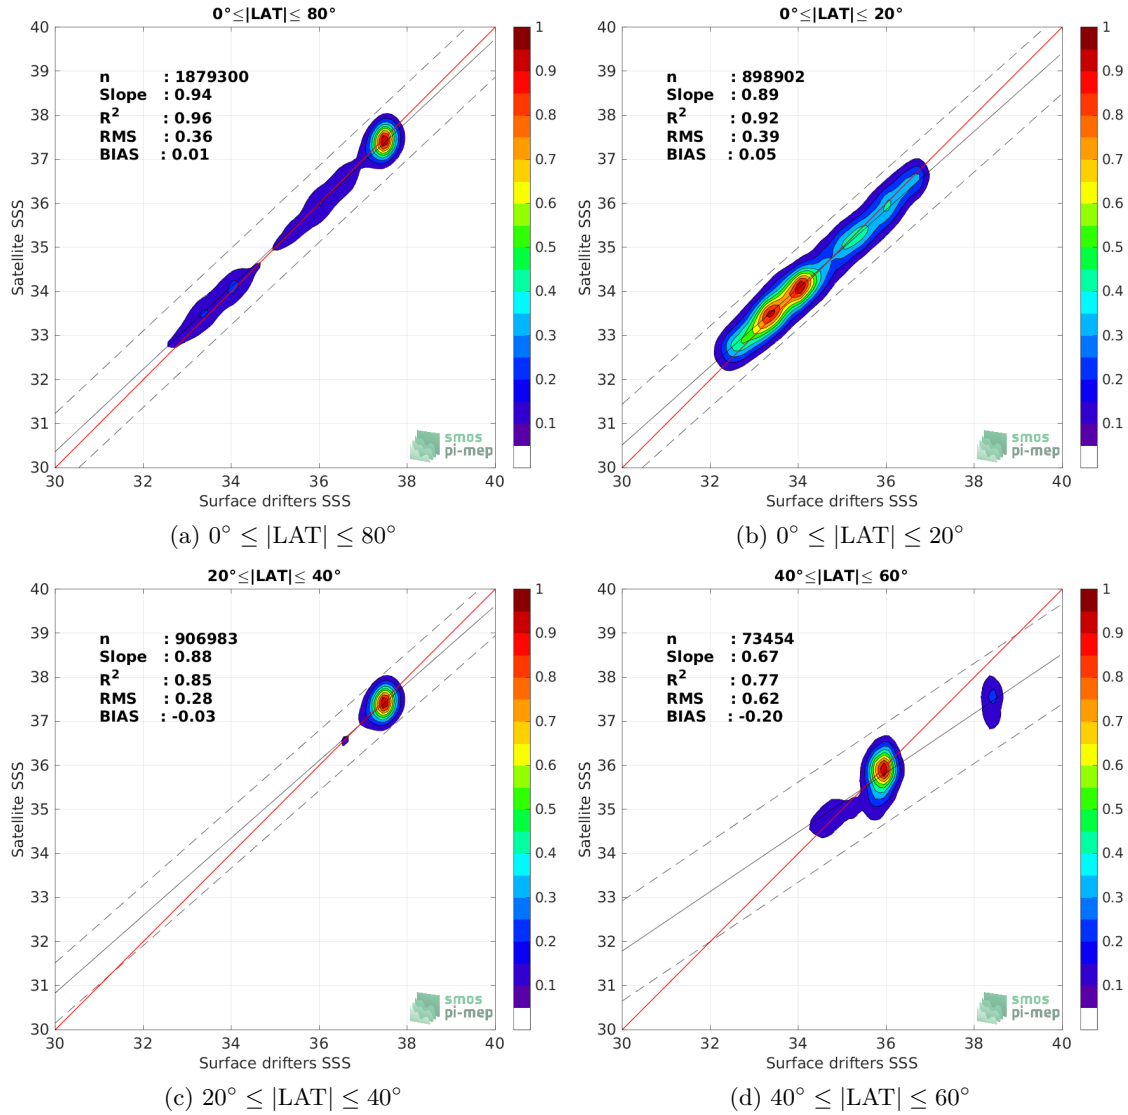 0°≤|LAT|≤ 80°
40
39
38
37
36
35
34
33
32
31
30
30
32
34
36
38
40
Satellite SSS
Surface drifters SSS
n : 1879300
Slope : 0.94
R2 : 0.96
RMS : 0.36
BIAS : 0.01
1
0.9
0.8
0.7
0.6
0.5
0.4
0.3
0.2
0.1
smos
pi-mep
(a) 0° ≤ |LAT| ≤ 80°
0°≤|LAT|≤ 20°
40
39
38
37
36
35
34
33
32
31
30
30
32
34
36
38
40
Satellite SSS
Surface drifters SSS
n : 898902
Slope : 0.89
R2 : 0.92
RMS : 0.39
BIAS : 0.05
1
0.9
0.8
0.7
0.6
0.5
0.4
0.3
0.2
0.1
smos
pi-mep
(b) 0° ≤ |LAT| ≤ 20°
20°≤|LAT|≤ 40°
40
39
38
37
36
35
34
33
32
31
30
30
32
34
36
38
40
Satellite SSS
Surface drifters SSS
n : 906983
Slope : 0.88
R2 : 0.85
RMS : 0.28
BIAS : -0.03
1
0.9
0.8
0.7
0.6
0.5
0.4
0.3
0.2
0.1
smos
pi-mep
(c) 20° ≤ |LAT| ≤ 40°
40°≤|LAT|≤ 60°
40
39
38
37
36
35
34
33
32
31
30
30
32
34
36
38
40
Satellite SSS
Surface drifters SSS
n : 73454
Slope : 0.67
R2 : 0.77
RMS : 0.62
BIAS : -0.20
1
0.9
0.8
0.7
0.6
0.5
0.4
0.3
0.2
0.1
smos
pi-mep
(d) 40° ≤ |LAT| ≤ 60°